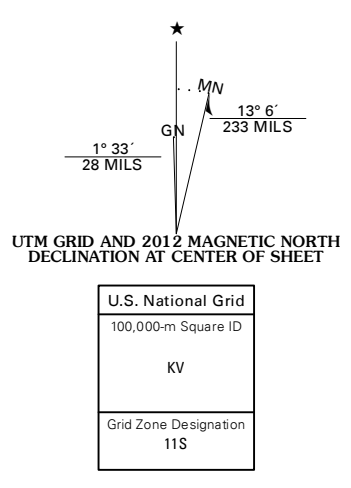 MN
GN
13° 6´
233 MILS
1° 33´
28 MILS
UTM GRID AND 2012 MAGNETIC NORTH
DECLINATION AT CENTER OF SHEET
U.S. National Grid
100,000-m Square ID
KV
Grid Zone Designation
11S